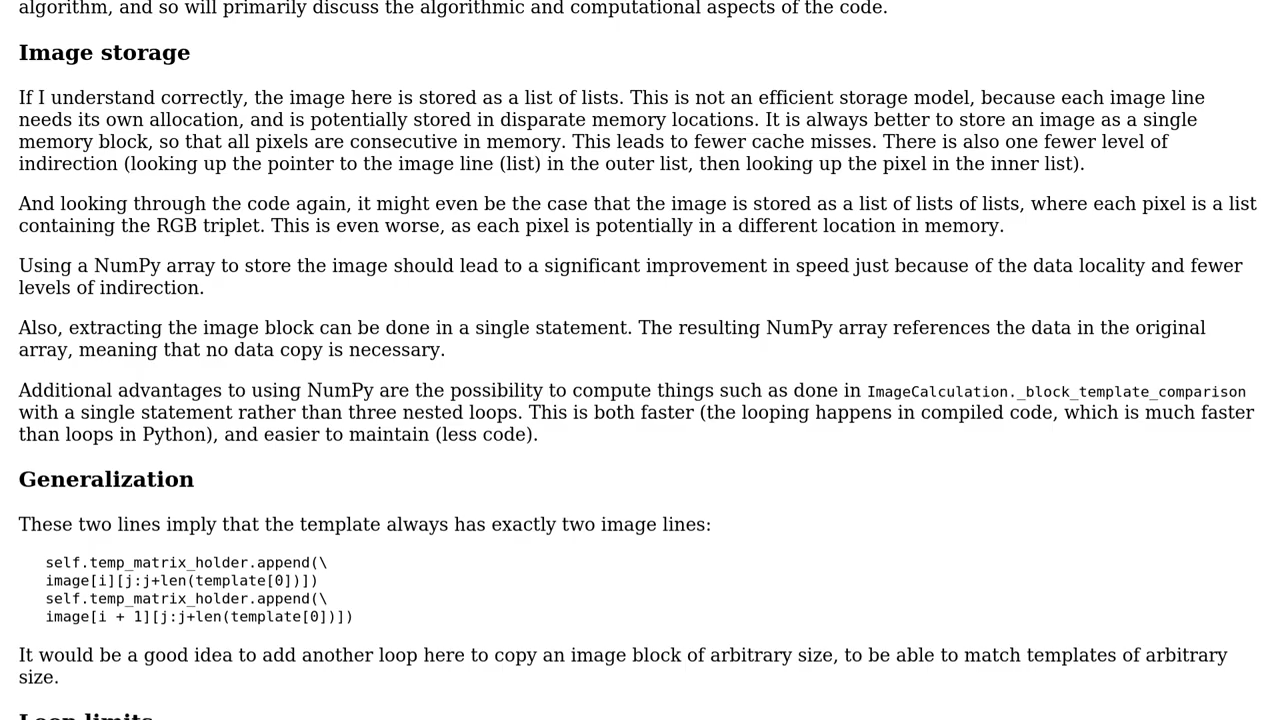 algorithm, and so will primarily discuss the algorithmic and computational aspects of the code.
Image storage
If I understand correctly, the image here is stored as a list of lists. This is not an efficient storage model, because each image line
needs its own allocation, and is potentially stored in disparate memory locations. It is always better to store an image as a single
memory block, so that all pixels are consecutive in memory. This leads to fewer cache misses. There is also one fewer level of
indirection (looking up the pointer to the image line (list) in the outer list, then looking up the pixel in the inner list).
And looking through the code again, it might even be the case that the image is stored as a list of lists of lists, where each pixel is a list
containing the RGB triplet. This is even worse, as each pixel is potentially in a different location in memory.
Using a NumPy array to store the image should lead to a significant improvement in speed just because of the data locality and fewer
levels of indirection.
Also, extracting the image block can be done in a single statement. The resulting NumPy array references the data in the original
array, meaning that no data copy is necessary.
Additional advantages to using NumPy are the possibility to compute things such as done in ImageCalculation._block_template_comparison
with a single statement rather than three nested loops. This is both faster (the looping happens in compiled code, which is much faster
than loops in Python), and easier to maintain (less code).
Generalization
These two lines imply that the template always has exactly two image lines:
self.temp_matrix_holder.append(\
image[i][j:j+len(template[0])])
self.temp_matrix_holder.append(\
image[i + 1][j:j+len(template[0])])
It would be a good idea to add another loop here to copy an image block of arbitrary size, to be able to match templates of arbitrary
size.
Loop limits